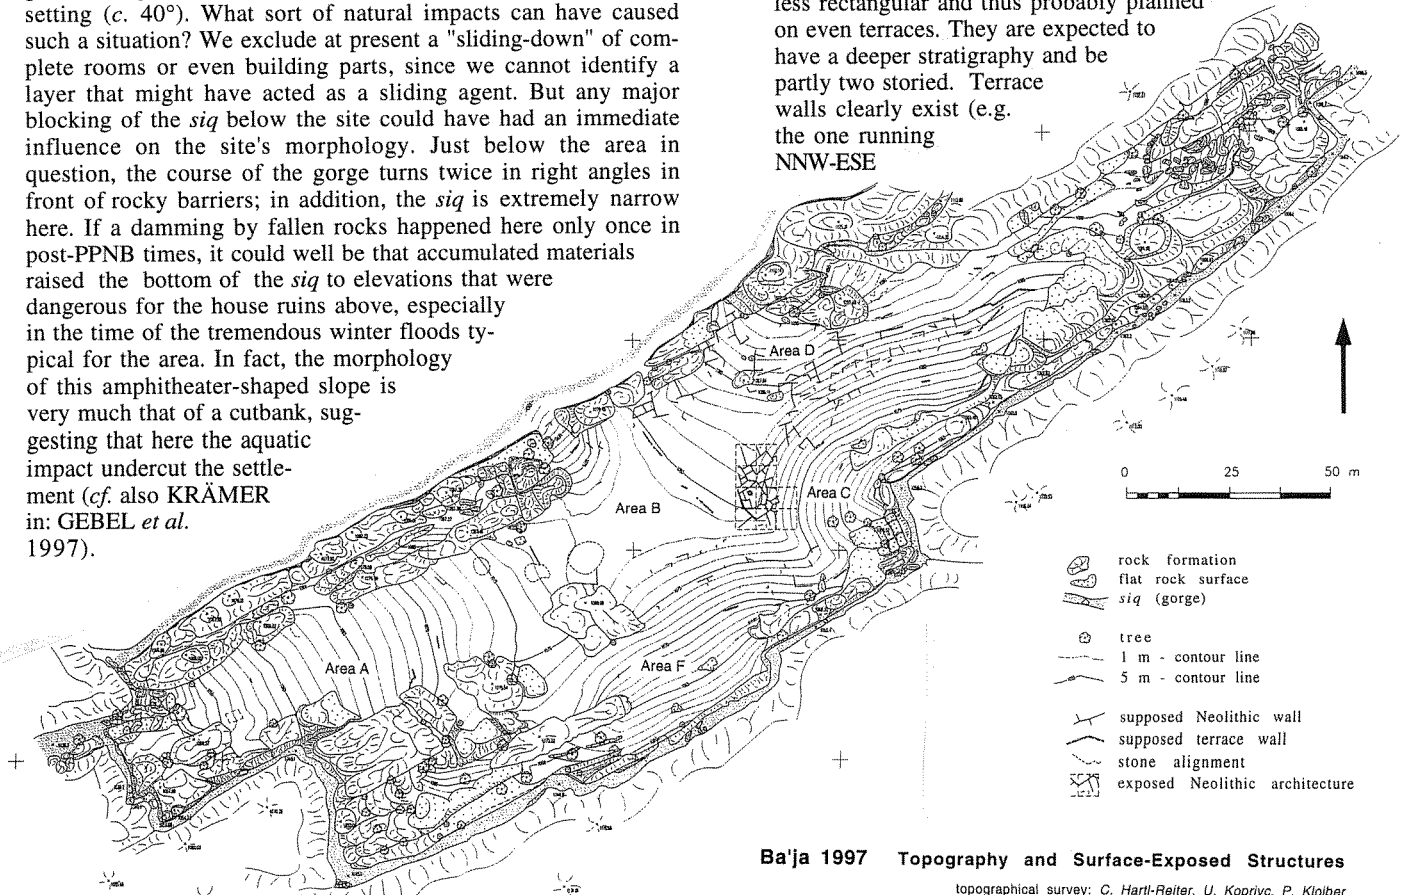 setting (c. 40°). What sort of natural impacts can have caused
such a situation? We exclude at present a "sliding-down" of com-
plete rooms or even building parts, since we cannot identify a
layer that might have acted as a sliding agent. But any major
blocking of the siq below the site could have had an immediate
influence on the site's morphology. Just below the area in
question, the course of the gorge turns twice in right angles in
front of rocky barriers; in addition, the siq is extremely narrow
here. If a damming by fallen rocks happened here only once in
post-PPNB times, it could well be that accumulated materials
raised the bottom of the siq to elevations that were
dangerous for the house ruins above, especially
in the time of the tremendous winter floods ty-
pical for the area. In fact, the morphology
of this amphitheater-shaped slope is
very much that of a cutbank, sug-
gesting that here the aquatic
impact undercut the settle-
ment (cf. also KRÄMER
in: GEBEL et al.
1997).
less rectangular and thus probably planned
on even terraces. They are expected to
have a deeper stratigraphy and be
partly two storied. Terrace
walls clearly exist (e.g.
the one running
NNW-ESE
Area D
Area C
Area B
Area A
Area F
0 25 50 m
rock formation
flat rock surface
siq (gorge)
tree
1 m - contour line
5 m - contour line
supposed Neolithic wall
supposed terrace wall
stone alignment
exposed Neolithic architecture
Ba'ja 1997 Topography and Surface-Exposed Structures
topographical survey: C. Hartl-Reiter, U. Koprivc, P. Kloiber